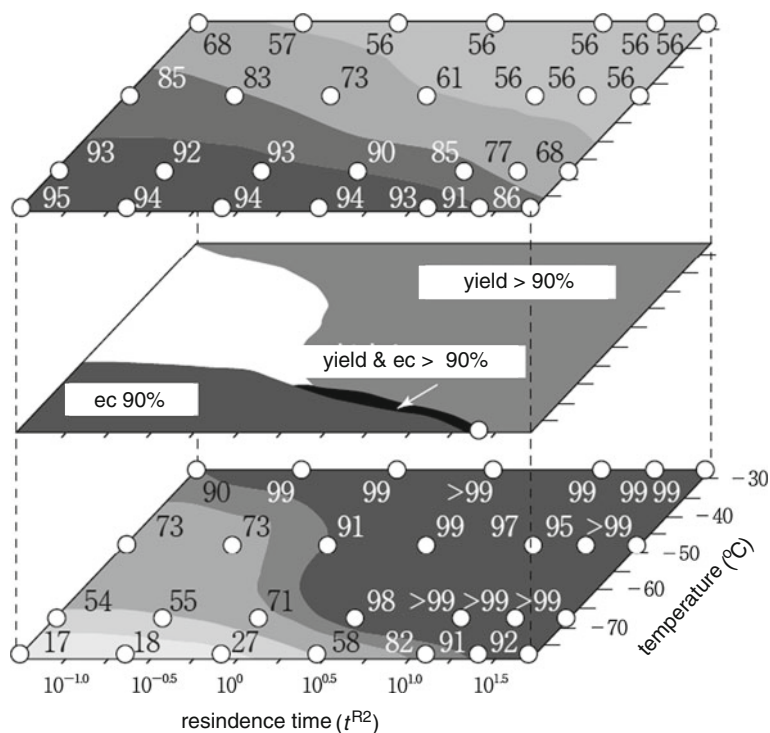 68 57 56 56 56 56 56
85 83 73 61 56 56 56
93 92 93 90 85 77 68
95 94 94 94 93 91 86
yield > 90%
yield & ec > 90%
ec 90%
90 99 99 >99 99 99 99
73 73 91 99 97 95 >99
54 55 71 98 >99 >99 >99
17 18 27 58 82 91 92
-30
-40
-50
-60
-70
temperature (°C)
10^-1.0 10^-0.5 10^0 10^0.5 10^1.0 10^1.5
resindence time (t^R2)